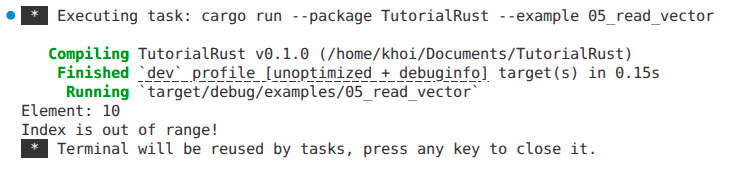 * Executing task: cargo run --package TutorialRust --example 05_read_vector
Compiling TutorialRust v0.1.0 (/home/khoi/Documents/TutorialRust)
Finished `dev` profile [unoptimized + debuginfo] target(s) in 0.15s
Running `target/debug/examples/05_read_vector`
Element: 10
Index is out of range!
* Terminal will be reused by tasks, press any key to close it.